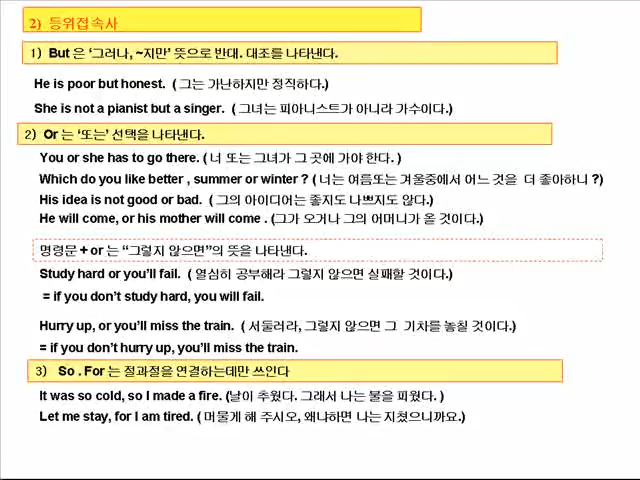 2) 등위접속사
1) But 은 ‘그러나, ~지만’ 뜻으로 반대. 대조를 나타낸다.
He is poor but honest. ( 그는 가난하지만 정직하다.)
She is not a pianist but a singer. ( 그녀는 피아니스트가 아니라 가수이다.)
2) Or 는 ‘또는’ 선택을 나타낸다.
You or she has to go there. ( 너 또는 그녀가 그 곳에 가야 한다. )
Which do you like better , summer or winter ? ( 너는 여름또는 겨울중에서 어느 것을 더 좋아하니 ?)
His idea is not good or bad. ( 그의 아이디어는 좋지도 나쁘지도 않다.)
He will come, or his mother will come . (그가 오거나 그의 어머니가 올 것이다.)
명령문 + or 는 “그렇지 않으면”의 뜻을 나타낸다.
Study hard or you’ll fail. ( 열심히 공부해라 그렇지 않으면 실패할 것이다.)
= if you don’t study hard, you will fail.
Hurry up, or you’ll miss the train. ( 서둘러라, 그렇지 않으면 그 기차를 놓칠 것이다.)
= if you don’t hurry up, you’ll miss the train.
3) So . For 는 절과절을 연결하는데만 쓰인다
It was so cold, so I made a fire. (날이 추웠다. 그래서 나는 불을 피웠다. )
Let me stay, for I am tired. ( 머물게 해 주시오, 왜냐하면 나는 지쳤으니까요.)